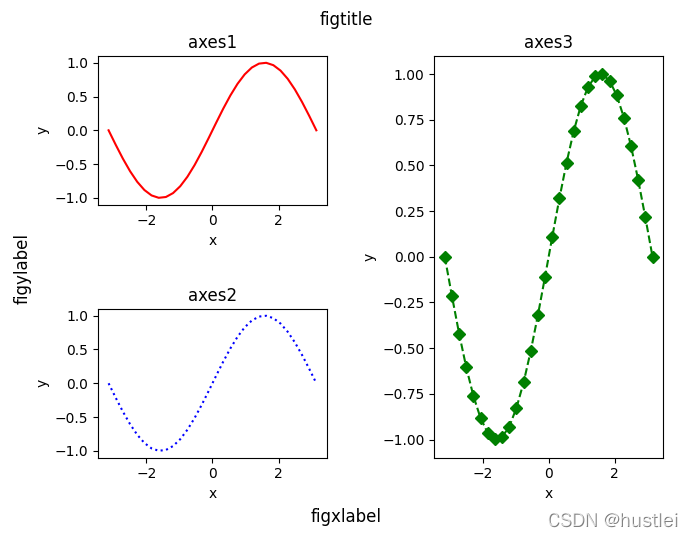 figtitle
axes1
1.0
0.5
0.0
−0.5
−1.0
y
−2 0 2
x
axes2
1.0
0.5
0.0
−0.5
−1.0
y
−2 0 2
x
axes3
1.00
0.75
0.50
0.25
0.00
−0.25
−0.50
−0.75
−1.00
y
−2 0 2
x
figylabel
figxlabel
CSDN @hustlei